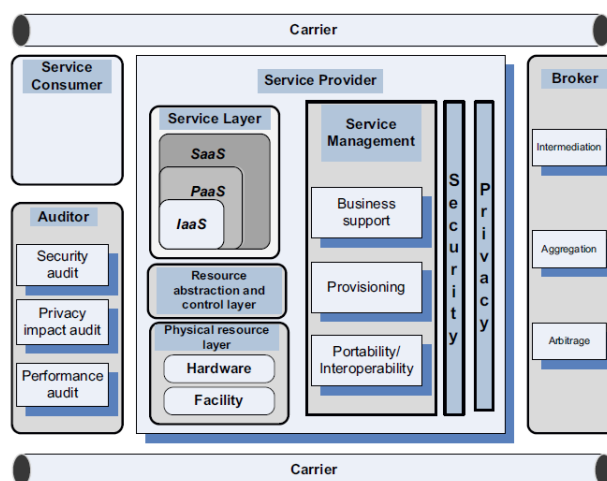 Carrier
Service
Consumer
Auditor
Security
audit
Privacy
impact audit
Performance
audit
Service Provider
Service Layer
SaaS
PaaS
IaaS
Resource
abstraction and
control layer
Physical resource
layer
Hardware
Facility
Service
Management
Business
support
Provisioning
Portability/
Interoperability
Security
Privacy
Broker
Intermediation
Aggregation
Arbitrage
Carrier